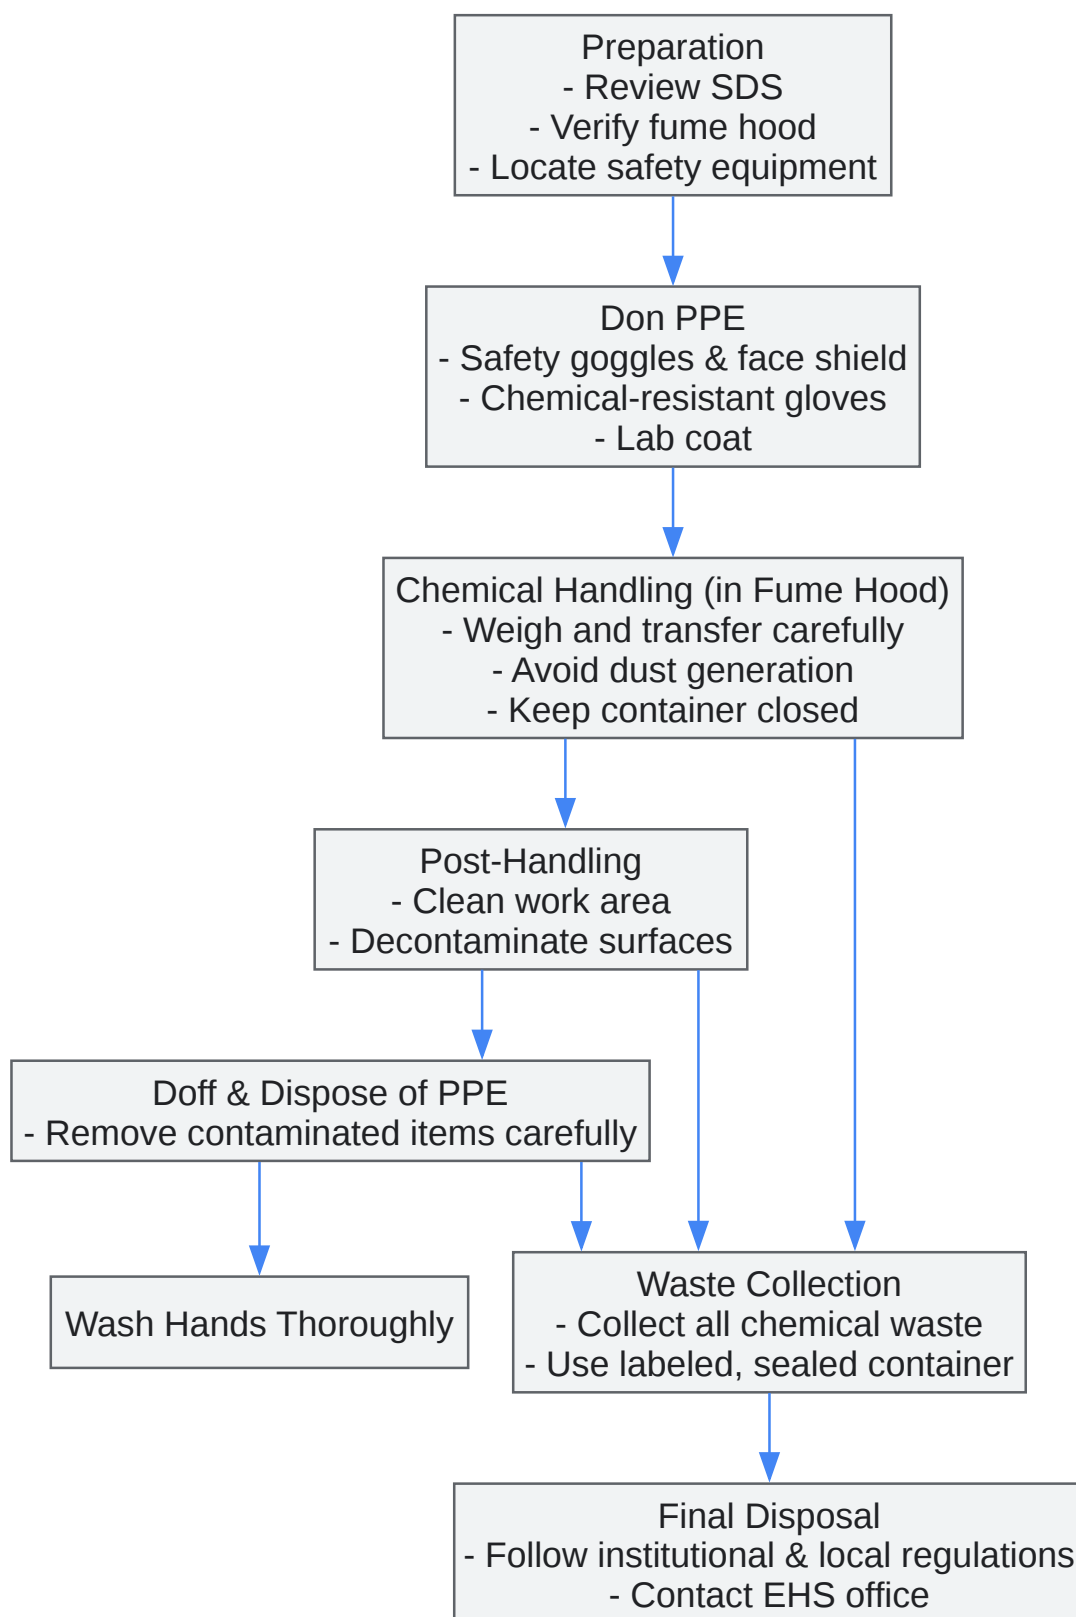 Preparation
- Review SDS
- Verify fume hood
- Locate safety equipment
Don PPE
- Safety goggles & face shield
- Chemical-resistant gloves
- Lab coat
Chemical Handling (in Fume Hood)
- Weigh and transfer carefully
- Avoid dust generation
- Keep container closed
Post-Handling
- Clean work area
- Decontaminate surfaces
Doff & Dispose of PPE
- Remove contaminated items carefully
Wash Hands Thoroughly
Waste Collection
- Collect all chemical waste
- Use labeled, sealed container
Final Disposal
- Follow institutional & local regulations
- Contact EHS office